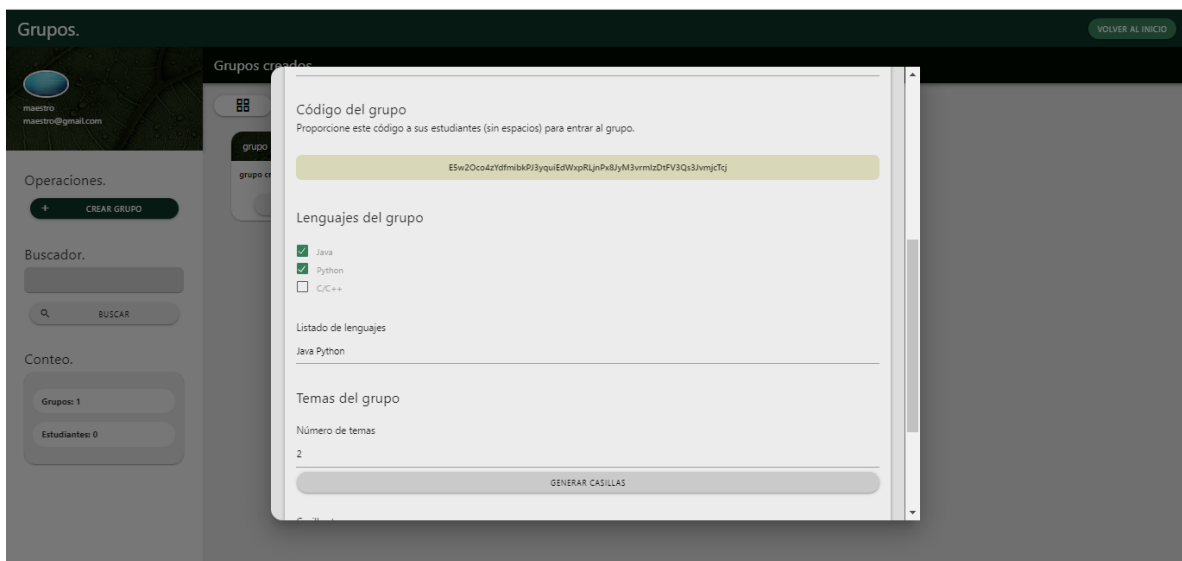 Grupos.
VOLVER AL INICIO
maestro
maestro@gmail.com
Operaciones.
+ CREAR GRUPO
Buscador.
BUSCAR
Conteo.
Grupos: 1
Estudiantes: 0
Grupos creados
grupo
grupo cr
Código del grupo
Proporcione este código a sus estudiantes (sin espacios) para entrar al grupo.
Lenguajes del grupo
Java
Python
C/C++
Listado de lenguajes
Java Python
Temas del grupo
Número de temas
2
GENERAR CASILLAS